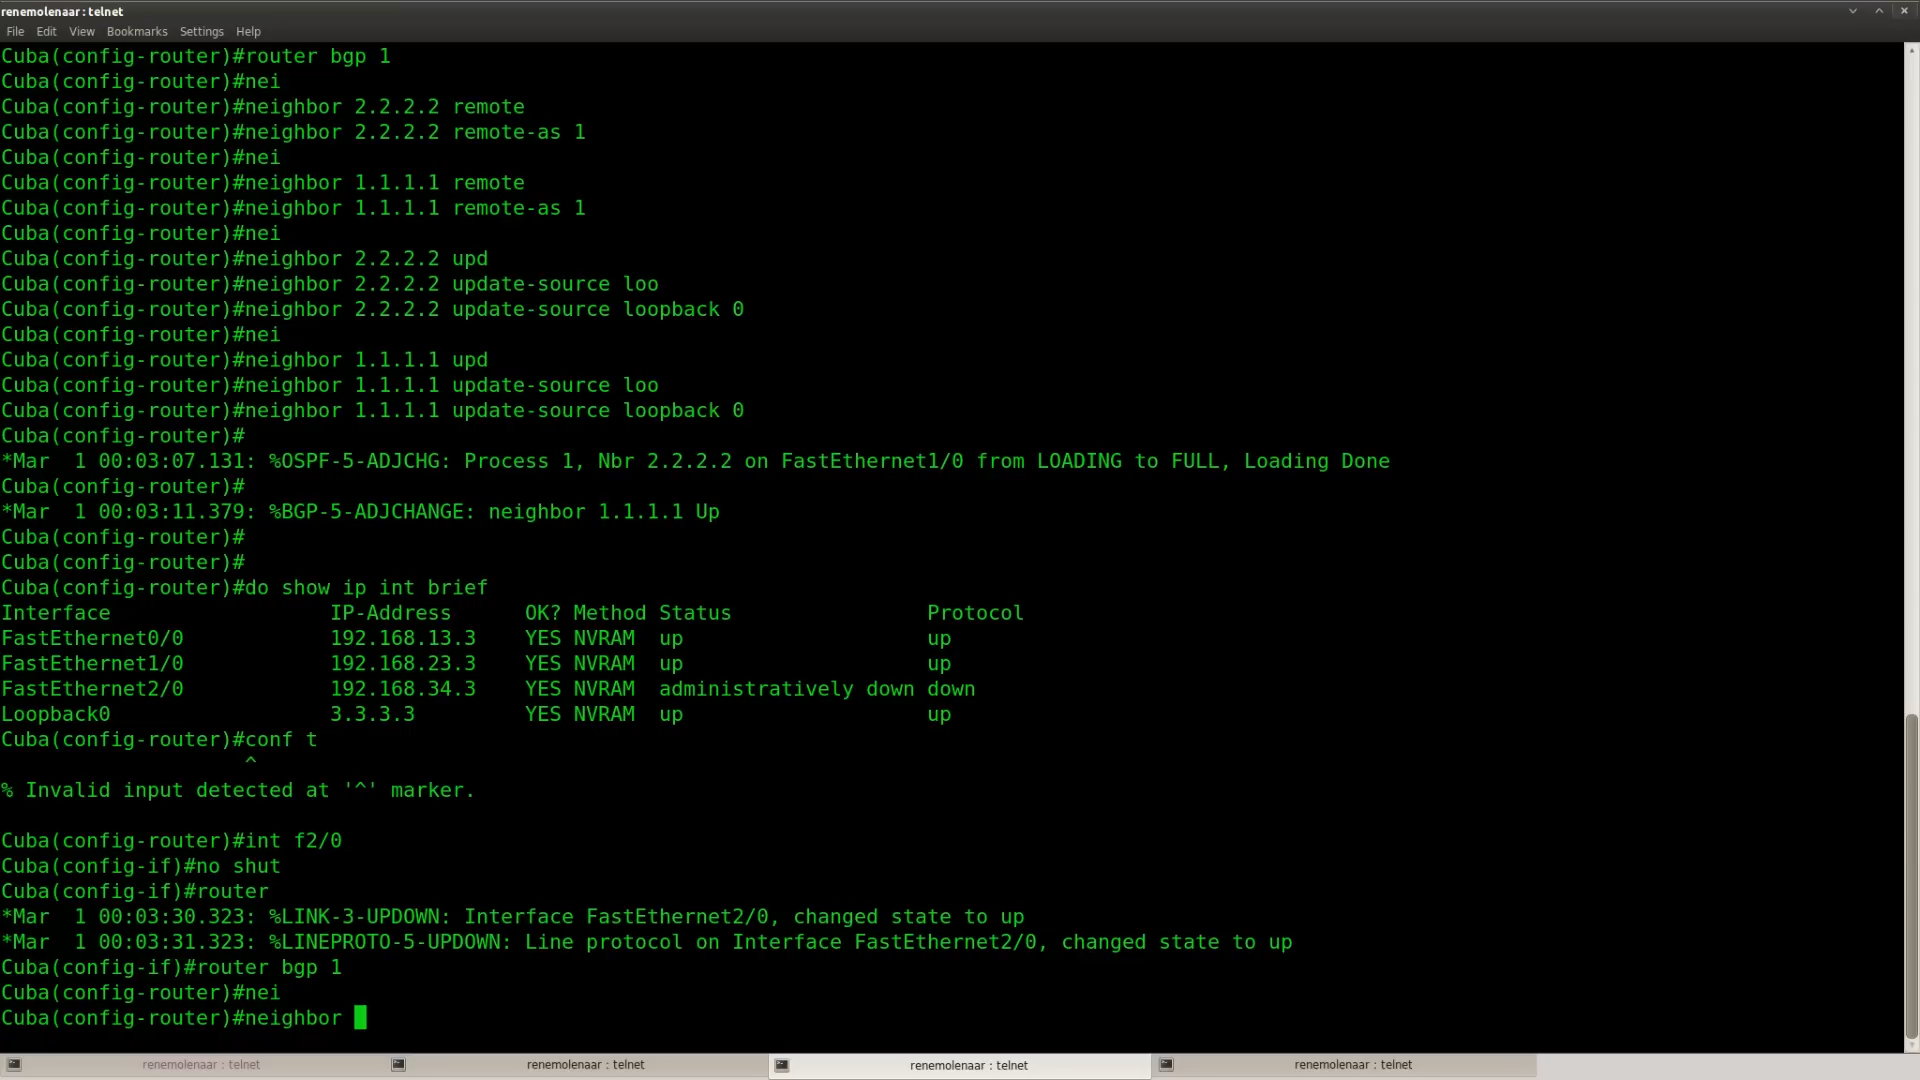 renemolenaar : telnet
File Edit View Bookmarks Settings Help
Cuba(config-router)#router bgp 1
Cuba(config-router)#nei
Cuba(config-router)#neighbor 2.2.2.2 remote
Cuba(config-router)#neighbor 2.2.2.2 remote-as 1
Cuba(config-router)#nei
Cuba(config-router)#neighbor 1.1.1.1 remote
Cuba(config-router)#neighbor 1.1.1.1 remote-as 1
Cuba(config-router)#nei
Cuba(config-router)#neighbor 2.2.2.2 upd
Cuba(config-router)#neighbor 2.2.2.2 update-source loo
Cuba(config-router)#neighbor 2.2.2.2 update-source loopback 0
Cuba(config-router)#nei
Cuba(config-router)#neighbor 1.1.1.1 upd
Cuba(config-router)#neighbor 1.1.1.1 update-source loo
Cuba(config-router)#neighbor 1.1.1.1 update-source loopback 0
Cuba(config-router)#
*Mar  1 00:03:07.131: %OSPF-5-ADJCHG: Process 1, Nbr 2.2.2.2 on FastEthernet1/0 from LOADING to FULL, Loading Done
Cuba(config-router)#
*Mar  1 00:03:11.379: %BGP-5-ADJCHANGE: neighbor 1.1.1.1 Up
Cuba(config-router)#
Cuba(config-router)#
Cuba(config-router)#do show ip int brief
Interface                  IP-Address      OK? Method Status                Protocol
FastEthernet0/0            192.168.13.3    YES NVRAM  up                    up
FastEthernet1/0            192.168.23.3    YES NVRAM  up                    up
FastEthernet2/0            192.168.34.3    YES NVRAM  administratively down down
Loopback0                  3.3.3.3         YES NVRAM  up                    up
Cuba(config-router)#conf t
                    ^
% Invalid input detected at '^' marker.
Cuba(config-router)#int f2/0
Cuba(config-if)#no shut
Cuba(config-if)#router
*Mar  1 00:03:30.323: %LINK-3-UPDOWN: Interface FastEthernet2/0, changed state to up
*Mar  1 00:03:31.323: %LINEPROTO-5-UPDOWN: Line protocol on Interface FastEthernet2/0, changed state to up
Cuba(config-if)#router bgp 1
Cuba(config-router)#nei
Cuba(config-router)#neighbor
renemolenaar : telnet renemolenaar : telnet renemolenaar : telnet renemolenaar : telnet